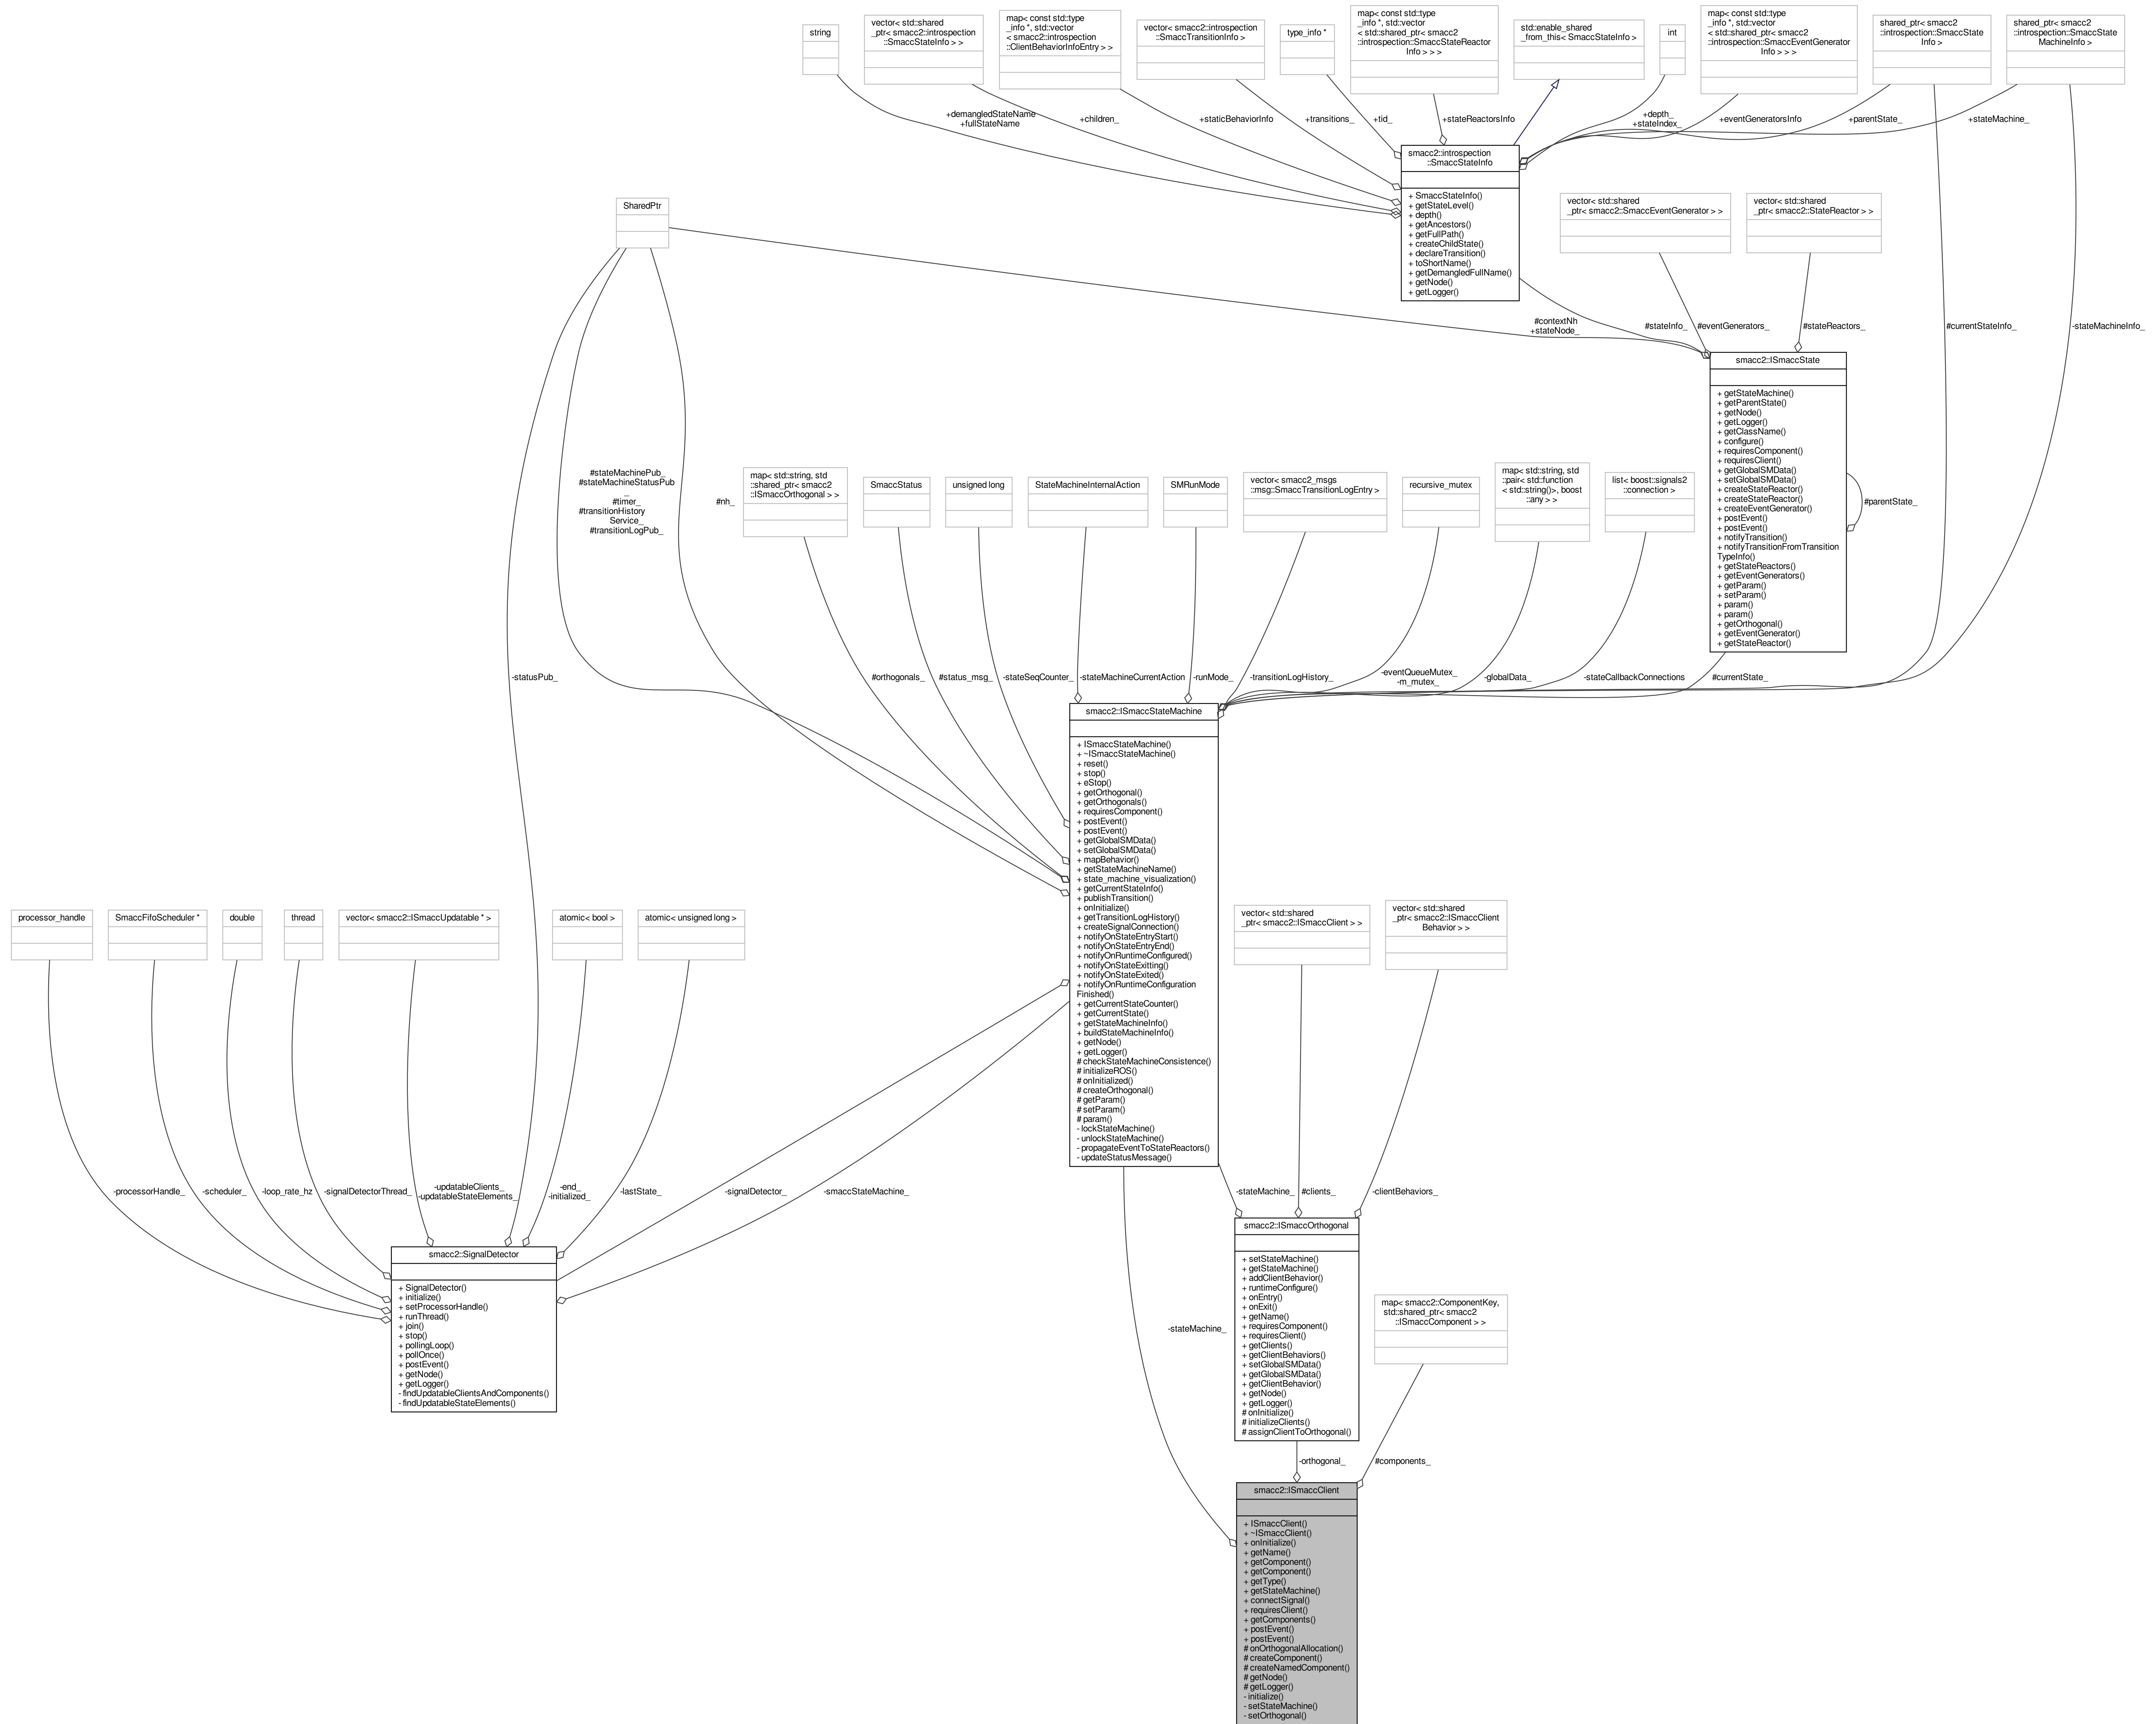 string
vector< std::shared
_ptr< smacc2::introspection
::SmaccStateInfo > >
map< const std::type
_info *, std::vector
< smacc2::introspection
::ClientBehaviorInfoEntry > >
vector< smacc2::introspection
::SmaccTransitionInfo >
type_info *
map< const std::type
_info *, std::vector
< std::shared_ptr< smacc2
::introspection::SmaccStateReactor
Info > > >
std::enable_shared
_from_this< SmaccStateInfo >
int
map< const std::type
_info *, std::vector
< std::shared_ptr< smacc2
::introspection::SmaccEventGenerator
Info > > >
shared_ptr< smacc2
::introspection::SmaccState
Info >
shared_ptr< smacc2
::introspection::SmaccState
MachineInfo >
+demangledStateName
+fullStateName
+children_
+staticBehaviorInfo
+transitions_
+tid_
+stateReactorsInfo
+depth_
+stateIndex_
+eventGeneratorsInfo
+parentState_
+stateMachine_
smacc2::introspection
::SmaccStateInfo
+ SmaccStateInfo()
+ getStateLevel()
+ depth()
+ getAncestors()
+ getFullPath()
+ createChildState()
+ declareTransition()
+ toShortName()
+ getDemangledFullName()
+ getNode()
+ getLogger()
SharedPtr
vector< std::shared
_ptr< smacc2::SmaccEventGenerator > >
vector< std::shared
_ptr< smacc2::StateReactor > >
#contextNh
+stateNode_
#stateInfo_
#eventGenerators_
#stateReactors_
#currentStateInfo_
-stateMachineInfo_
smacc2::ISmaccState
+ getStateMachine()
+ getParentState()
+ getNode()
+ getLogger()
+ getClassName()
+ configure()
+ requiresComponent()
+ requiresClient()
+ getGlobalSMData()
+ setGlobalSMData()
+ createStateReactor()
+ createStateReactor()
+ createEventGenerator()
+ postEvent()
+ postEvent()
+ notifyTransition()
+ notifyTransitionFromTransition
TypeInfo()
+ getStateReactors()
+ getEventGenerators()
+ getParam()
+ setParam()
+ param()
+ param()
+ getOrthogonal()
+ getEventGenerator()
+ getStateReactor()
#parentState_
#stateMachinePub_
#stateMachineStatusPub
_
#timer_
#transitionHistory
Service_
#transitionLogPub_
#nh_
map< std::string, std
::shared_ptr< smacc2
::ISmaccOrthogonal > >
SmaccStatus
unsigned long
StateMachineInternalAction
SMRunMode
vector< smacc2_msgs
::msg::SmaccTransitionLogEntry >
recursive_mutex
map< std::string, std
::pair< std::function
< std::string()>, boost
::any > >
list< boost::signals2
::connection >
-statusPub_
#orthogonals_
#status_msg_
-stateSeqCounter_
-stateMachineCurrentAction
-runMode_
-transitionLogHistory_
-eventQueueMutex_
-m_mutex_
-globalData_
-stateCallbackConnections
#currentState_
smacc2::ISmaccStateMachine
+ ISmaccStateMachine()
+ ~ISmaccStateMachine()
+ reset()
+ stop()
+ eStop()
+ getOrthogonal()
+ getOrthogonals()
+ requiresComponent()
+ postEvent()
+ postEvent()
+ getGlobalSMData()
+ setGlobalSMData()
+ mapBehavior()
+ getStateMachineName()
+ state_machine_visualization()
+ getCurrentStateInfo()
+ publishTransition()
+ onInitialize()
+ getTransitionLogHistory()
+ createSignalConnection()
+ notifyOnStateEntryStart()
+ notifyOnStateEntryEnd()
+ notifyOnRuntimeConfigured()
+ notifyOnStateExitting()
+ notifyOnStateExited()
+ notifyOnRuntimeConfiguration
Finished()
+ getCurrentStateCounter()
+ getCurrentState()
+ getStateMachineInfo()
+ buildStateMachineInfo()
+ getNode()
+ getLogger()
# checkStateMachineConsistence()
# initializeROS()
# onInitialized()
# createOrthogonal()
# getParam()
# setParam()
# param()
- lockStateMachine()
- unlockStateMachine()
- propagateEventToStateReactors()
- updateStatusMessage()
processor_handle
SmaccFifoScheduler *
double
thread
vector< smacc2::ISmaccUpdatable * >
atomic< bool >
atomic< unsigned long >
vector< std::shared
_ptr< smacc2::ISmaccClient > >
vector< std::shared
_ptr< smacc2::ISmaccClient
Behavior > >
-processorHandle_
-scheduler_
-loop_rate_hz
-signalDetectorThread_
-updatableClients_
-updatableStateElements_
-end_
-initialized_
-lastState_
-signalDetector_
-smaccStateMachine_
-stateMachine_
#clients_
-clientBehaviors_
smacc2::SignalDetector
+ SignalDetector()
+ initialize()
+ setProcessorHandle()
+ runThread()
+ join()
+ stop()
+ pollingLoop()
+ pollOnce()
+ postEvent()
+ getNode()
+ getLogger()
- findUpdatableClientsAndComponents()
- findUpdatableStateElements()
smacc2::ISmaccOrthogonal
+ setStateMachine()
+ getStateMachine()
+ addClientBehavior()
+ runtimeConfigure()
+ onEntry()
+ onExit()
+ getName()
+ requiresComponent()
+ requiresClient()
+ getClients()
+ getClientBehaviors()
+ setGlobalSMData()
+ getGlobalSMData()
+ getClientBehavior()
+ getNode()
+ getLogger()
# onInitialize()
# initializeClients()
# assignClientToOrthogonal()
map< smacc2::ComponentKey,
std::shared_ptr< smacc2
::ISmaccComponent > >
-stateMachine_
-orthogonal_
#components_
smacc2::ISmaccClient
+ ISmaccClient()
+ ~ISmaccClient()
+ onInitialize()
+ getName()
+ getComponent()
+ getComponent()
+ getType()
+ getStateMachine()
+ connectSignal()
+ requiresClient()
+ getComponents()
+ postEvent()
+ postEvent()
# onOrthogonalAllocation()
# createComponent()
# createNamedComponent()
# getNode()
# getLogger()
- initialize()
- setStateMachine()
- setOrthogonal()